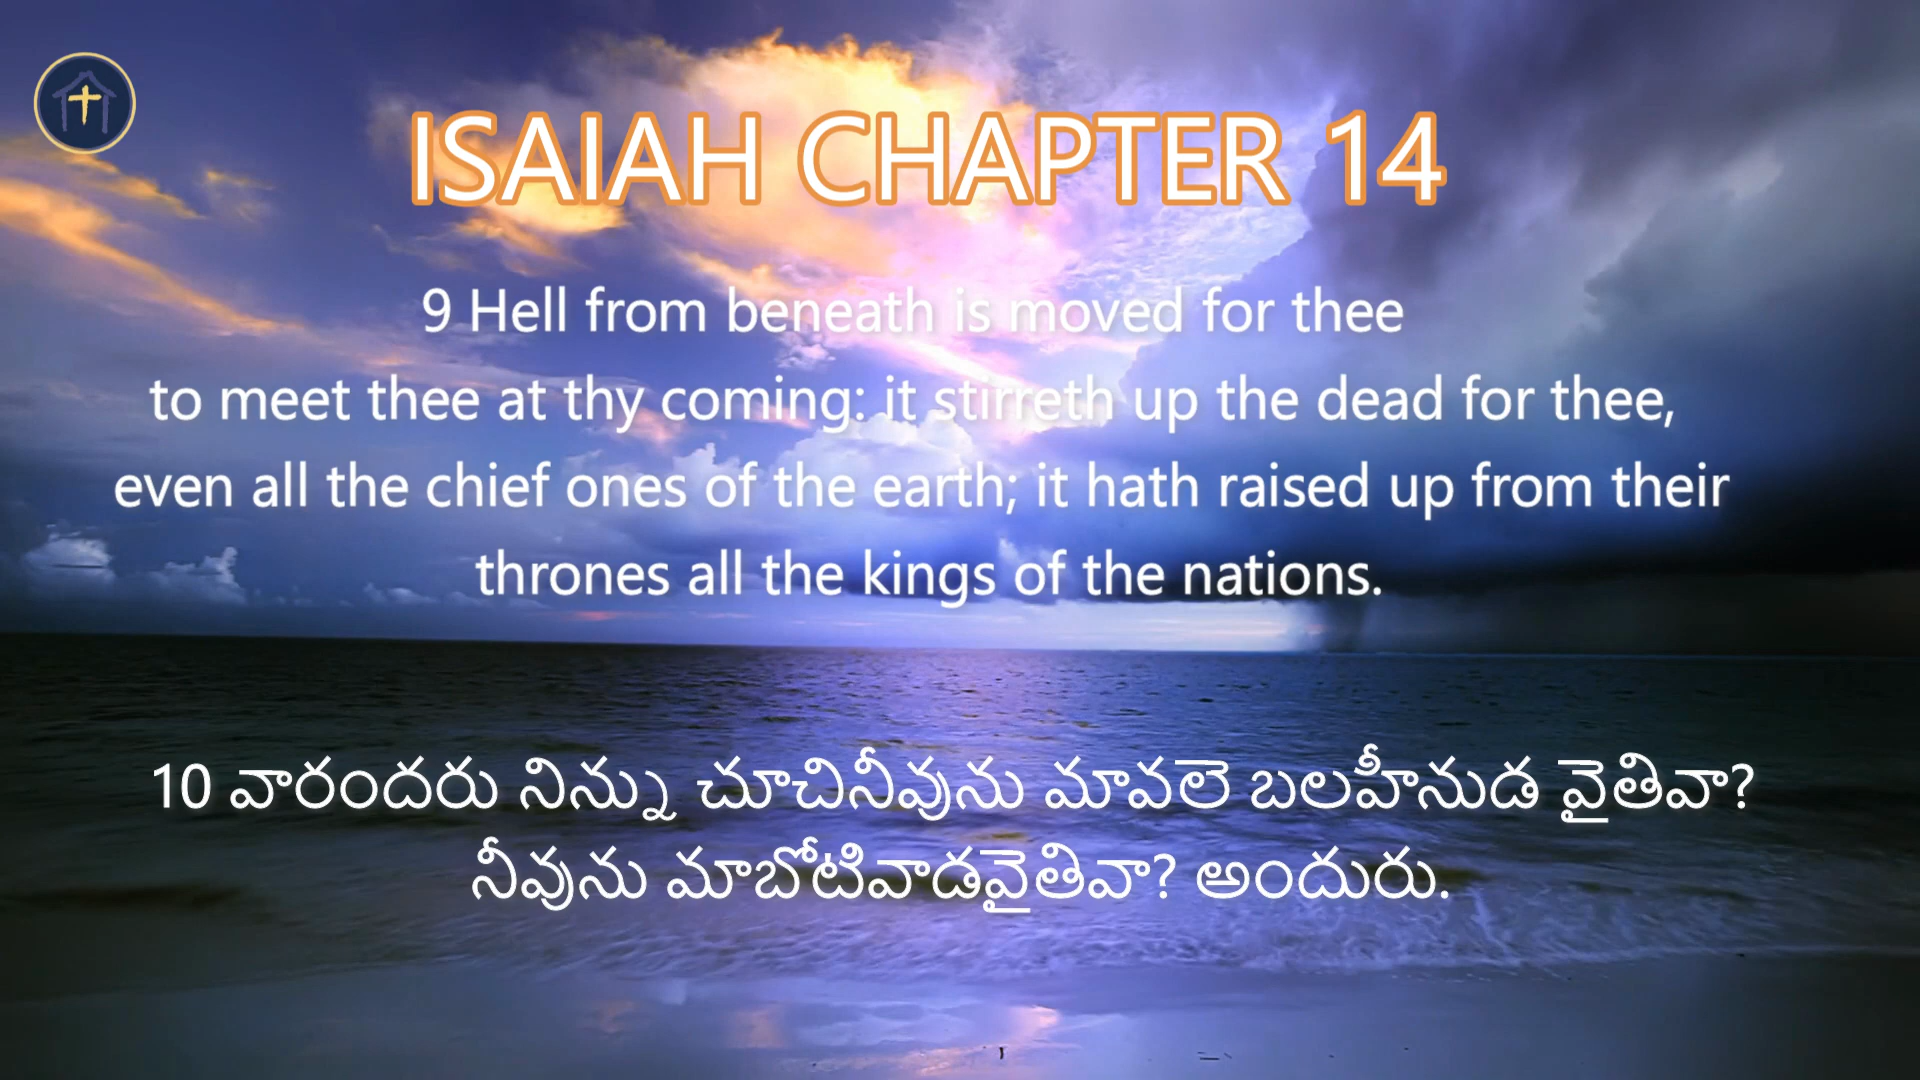 ISAIAH CHAPTER 14
9 Hell from beneath is moved for thee
to meet thee at thy coming: it stirreth up the dead for thee,
even all the chief ones of the earth; it hath raised up from their
thrones all the kings of the nations.
10 వారందరు నిన్ను చూచినీవును మావలె బలహీనుడ వైతివా?
నీవును మాబోటివాడవైతివా? అందురు.